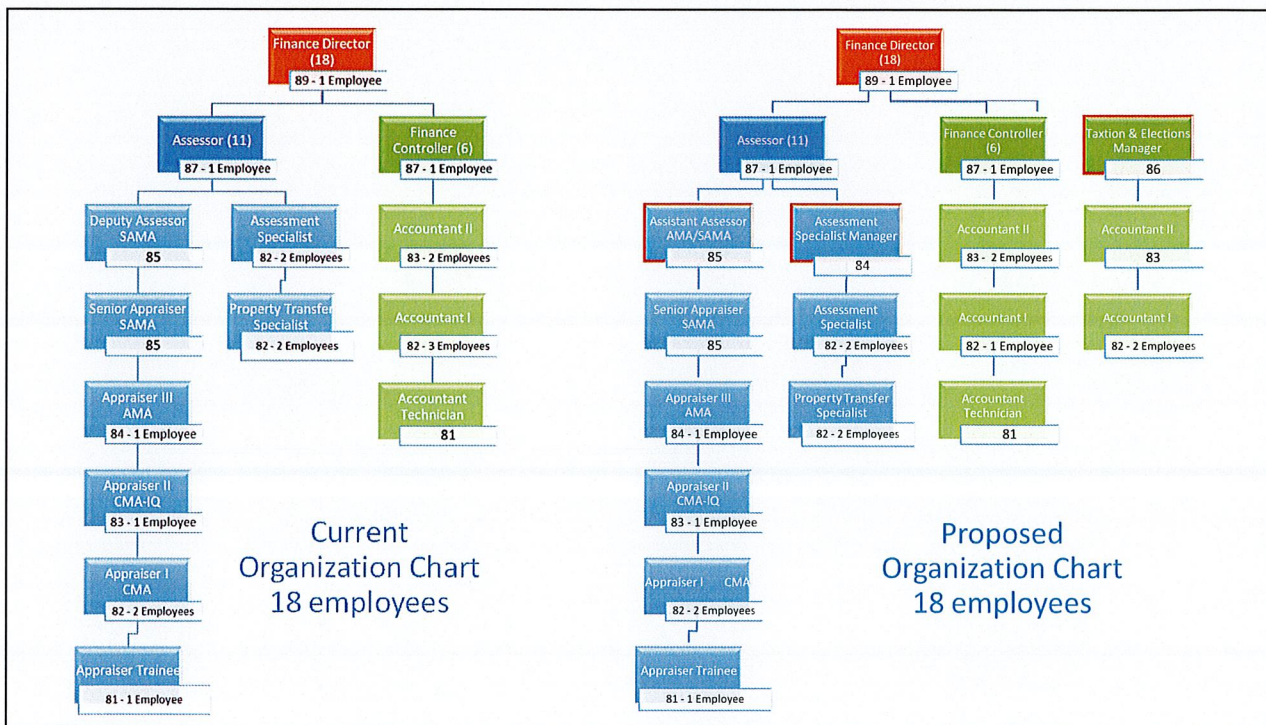 Finance Director
(18)
89 - 1 Employee
Assessor (11)
87 - 1 Employee
Finance
Controller (6)
87 - 1 Employee
Deputy Assessor
SAMA
85
Assessment
Specialist
82 - 2 Employees
Accountant II
83 - 2 Employees
Senior Appraiser
SAMA
85
Property Transfer
Specialist
82 - 2 Employees
Accountant I
82 - 3 Employees
Appraiser III
AMA
84 - 1 Employee
Accountant
Technician
81
Appraiser II
CMA-IQ
83 - 1 Employee
Appraiser I
CMA
82 - 2 Employees
Appraiser Trainee
81 - 1 Employee
Current
Organization Chart
18 employees
Finance Director
(18)
89 - 1 Employee
Assessor (11)
87 - 1 Employee
Finance Controller
(6)
87 - 1 Employee
Taxtion & Elections
Manager
86
Assistant Assessor
AMA/SAMA
85
Assessment
Specialist Manager
84
Accountant II
83 - 2 Employees
Accountant II
83
Senior Appraiser
SAMA
85
Assessment
Specialist
82 - 2 Employees
Accountant I
82 - 1 Employee
Accountant I
82 - 2 Employees
Appraiser III
AMA
84 - 1 Employee
Property Transfer
Specialist
82 - 2 Employees
Accountant
Technician
81
Appraiser II
CMA-IQ
83 - 1 Employee
Appraiser I CMA
82 - 2 Employees
Appraiser Trainee
81 - 1 Employee
Proposed
Organization Chart
18 employees